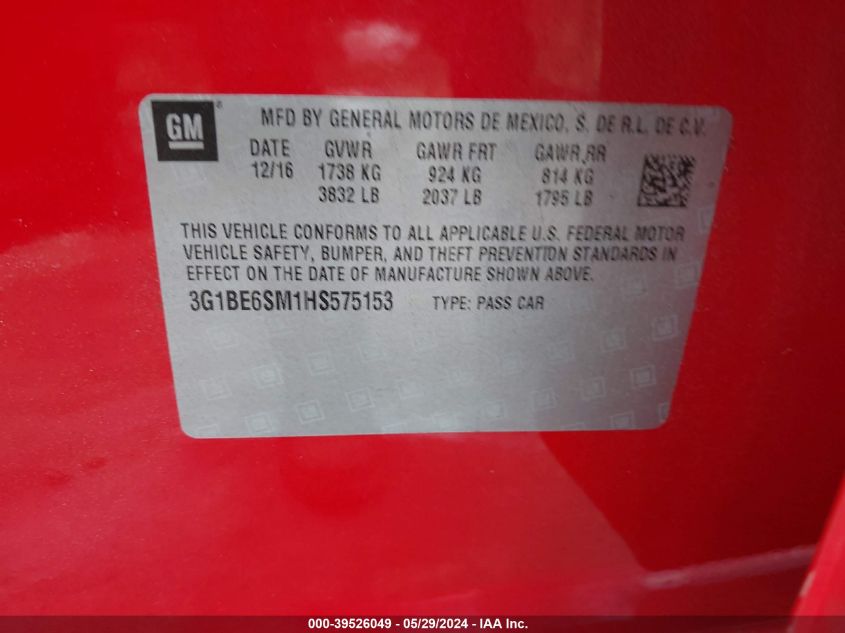 GM®
MFD BY GENERAL MOTORS DE MEXICO, S. DE R.L. DE C.V.
DATE GVWR GAWR FRT GAWR RR
12/16 1738 KG 924 KG 814 KG
3832 LB 2037 LB 1795 LB
THIS VEHICLE CONFORMS TO ALL APPLICABLE U.S. FEDERAL MOTOR
VEHICLE SAFETY, BUMPER, AND THEFT PREVENTION STANDARDS IN
EFFECT ON THE DATE OF MANUFACTURE SHOWN ABOVE.
3G1BE6SM1HS575153 TYPE: PASS CAR
000-39526049 - 05/29/2024 - IAA Inc.